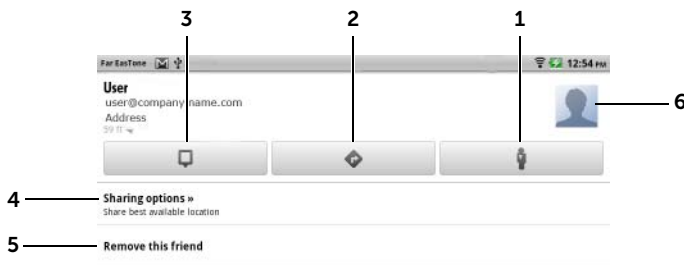 3 2 1
Far EasTone 12:54 PM
User
user@companyname.com
Address
6
4
Sharing options »
Share best available location
5
Remove this friend